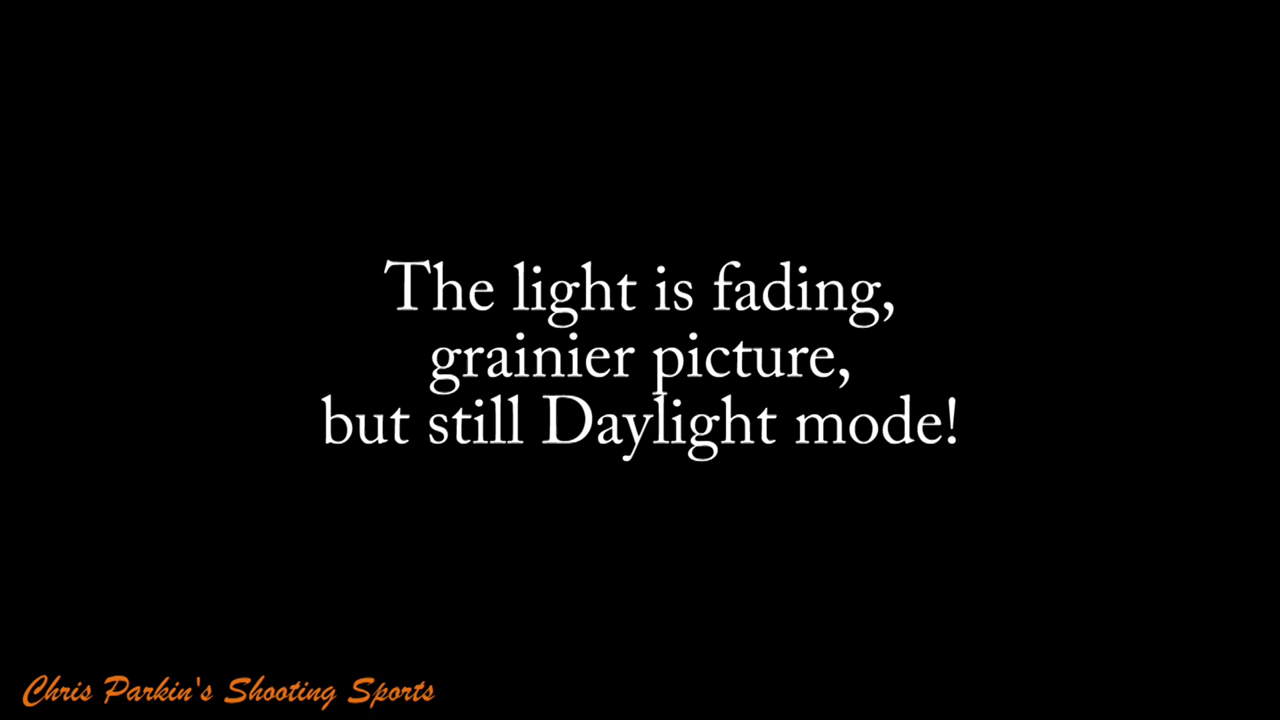 The light is fading,
grainier picture,
but still Daylight mode!
Chris Parkin's Shooting Sports